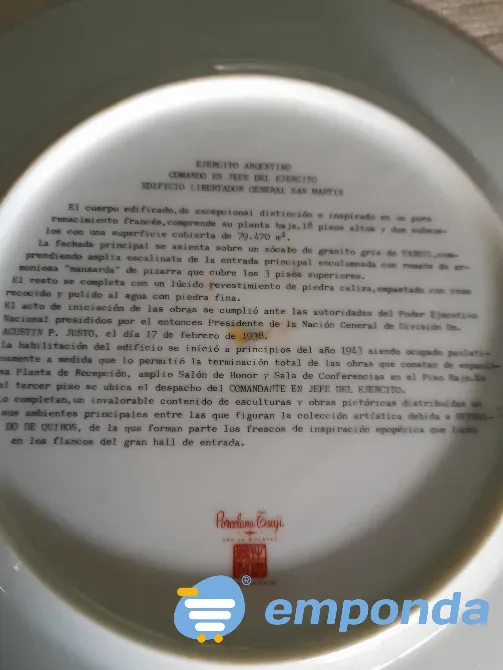 EJERCITO ARGENTINO
COMANDO EN JEFE DEL EJERCITO
EDIFICIO LIBERTADOR GENERAL SAN MARTIN
El cuerpo edificado, de excepcional distinción e inspirado en un puro
renacimiento francés, comprende su planta baja, 18 pisos altos y dos subsue-
los con una superficie cubierta de 79.470 m².
La fachada principal se asienta sobre un zócalo de granito gris de TANDIL, com-
prendiendo amplia escalinata de la entrada principal encolumnada con remate de ar-
moniosa "mansarda" de pizarra que cubre los 3 pisos superiores.
El resto se completa con un lúcido revestimiento de piedra caliza, empastado con yeso
recocido y pulido al agua con piedra fina.
El acto de iniciación de las obras se cumplió ante las autoridades del Poder Ejecutivo
Nacional presididos por el entonces Presidente de la Nación General de División Dn.
AGUSTIN P. JUSTO, el día 17 de febrero de 1938.
La habilitación del edificio se inició a principios del año 1943 siendo ocupado paulati-
namente a medida que lo permitió la terminación total de las obras que constan de
Planta de Recepción, amplio Salón de Honor y Sala de Conferencias en el Piso Bajo. En
el tercer piso se ubica el despacho del COMANDANTE EN JEFE DEL EJERCITO.
Lo completan, un invalorable contenido de esculturas y obras pictóricas distribuidas en
sus ambientes principales entre las que figuran la colección artística debida a
DO DE QUIROS, de la que forman parte los frescos de inspiración epopéyica que lucen
en los flancos del gran hall de entrada.
Porcelana Tsuji
emponda®